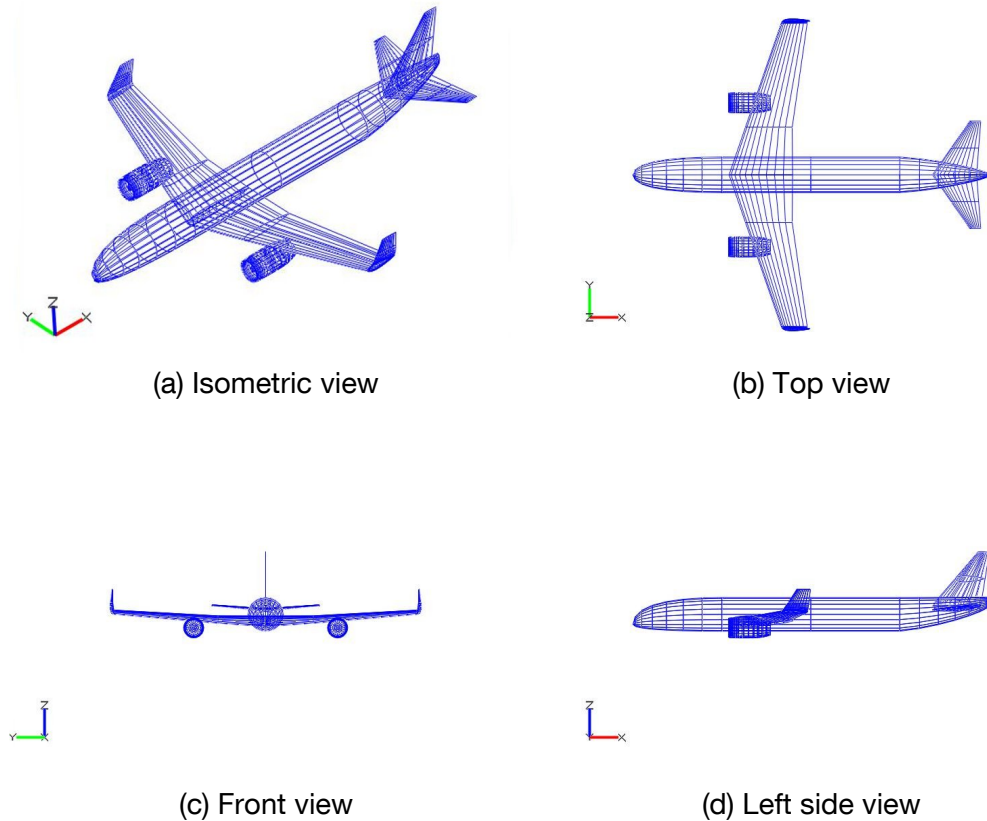 Z
Y
X
(a) Isometric view
Y
Z
X
(b) Top view
Z
Y
X
(c) Front view
Z
Y
X
(d) Left side view